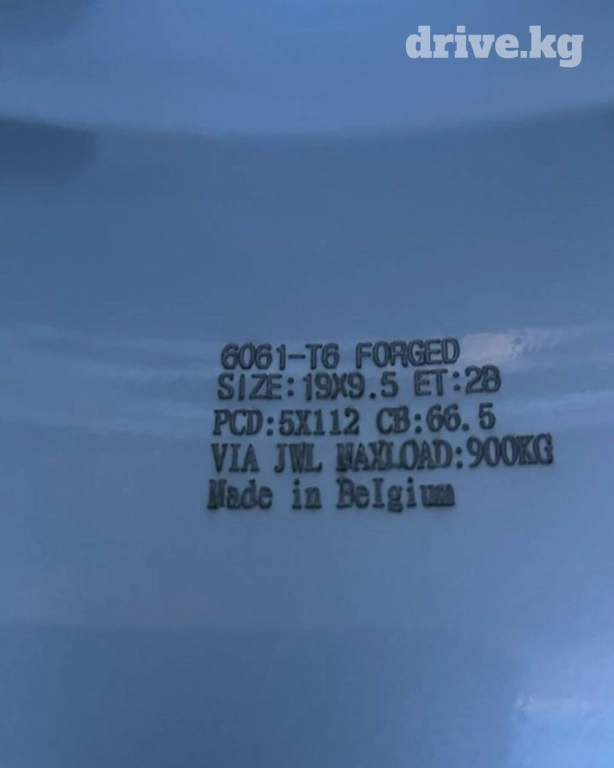 drive.kg
6061-T6 FORGED
SIZE:19X9.5 ET:28
PCD:5X112 CB:66.5
VIA JWL MAXLOAD:900KG
Made in Belgium